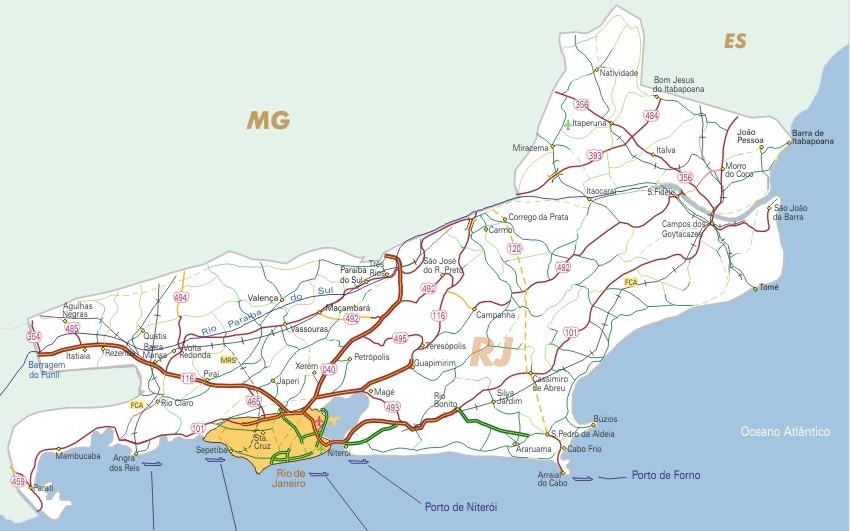 ES
MG
RJ
Natividade
Bom Jesus
do Itabapoana
356
484
Itaperuna
João
Pessoa
Barra de
Itabapoana
Miracema
393
Italva
Morro
do Coco
356
Itaocara
S.Fidélis
São João
da Barra
Campos dos
Goytacazes
Corrego da Prata
Carmo
120
492
FCA
Tomé
Três
Rios
Paraíba
do Sul
São José
do R. Preto
492
494
Valença
Rio Paraíba do Sul
Maçambará
492
116
Campanha
Agulhas
Negras
485
354
Quatis
Barra
Mansa
Vassouras
495
Teresópolis
101
Itatiaia
Rezende
Volta
Redonda
MRS
Petrópolis
Guapimirim
Barragem
do Funil
116
Piraí
Xerém
040
Japeri
Cassimiro
de Abreu
Magé
Rio
Bonito
Silva
Jardim
FCA
Rio Claro
465
493
101
Búzios
Sta.
Cruz
S.Pedro da Aldeia
Oceano Atlântico
Mambucaba
Angra
dos Reis
Sepetiba
Niterói
Araruama
Cabo Frio
Rio de
Janeiro
Arraial
do Cabo
Porto de Forno
459
Parati
Porto de Niterói